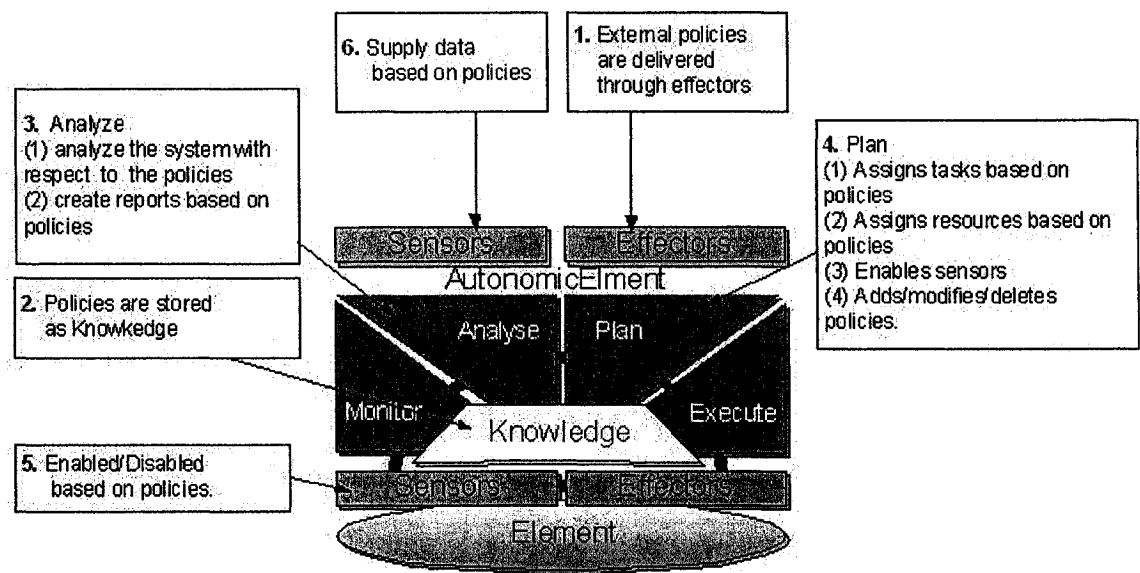 6. Supply data
based on policies
1. External policies
are delivered
through effectors
3. Analyze
(1) analyze the system with
respect to the policies
(2) create reports based on
policies
4. Plan
(1) Assigns tasks based on
policies
(2) Assigns resources based on
policies
(3) Enables sensors
(4) Adds/modifies/deletes
policies.
Sensors
Effectors
AutonomicElment
2. Policies are stored
as Knowkedge
Analyse
Plan
Monitor
Execute
Knowledge
5. Enabled/Disabled
based on policies.
Sensors
Effectors
Element